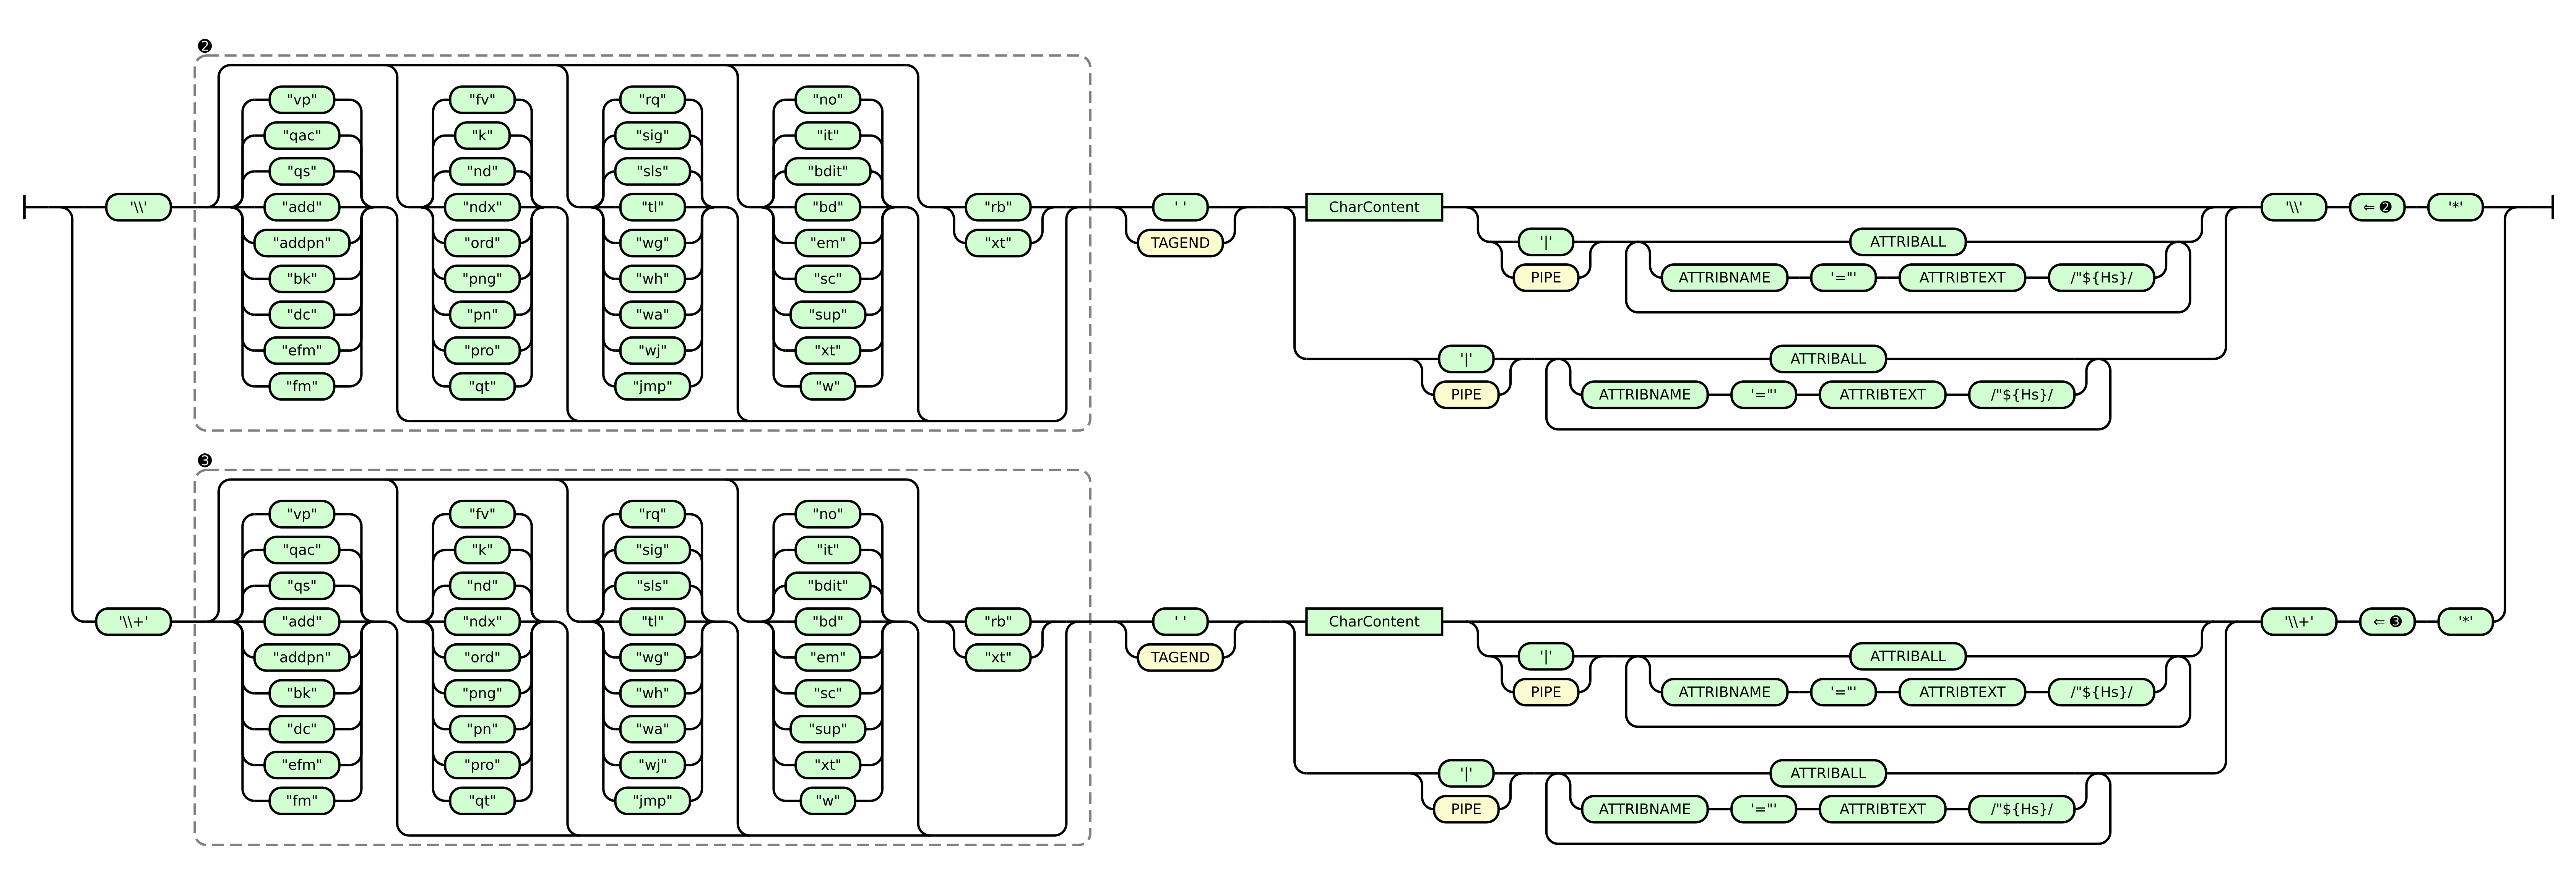 ❷
"vp" "fv" "rq" "no"
"qac" "k" "sig" "it"
"qs" "nd" "sls" "bdit"
'\\' "add" "ndx" "tl" "bd" "rb" ' ' CharContent '\\' ⇐ ❷ '*'
"addpn" "ord" "wg" "em" "xt" TAGEND '|' ATTRIBALL
"bk" "png" "wh" "sc" PIPE ATTRIBNAME '="' ATTRIBTEXT /"${Hs}/
"dc" "pn" "wa" "sup"
"efm" "pro" "wj" "xt" '|' ATTRIBALL
"fm" "qt" "jmp" "w" PIPE ATTRIBNAME '="' ATTRIBTEXT /"${Hs}/
❸
"vp" "fv" "rq" "no"
"qac" "k" "sig" "it"
"qs" "nd" "sls" "bdit"
'\\+' "add" "ndx" "tl" "bd" "rb" ' ' CharContent '\\+' ⇐ ❸ '*'
"addpn" "ord" "wg" "em" "xt" TAGEND '|' ATTRIBALL
"bk" "png" "wh" "sc" PIPE ATTRIBNAME '="' ATTRIBTEXT /"${Hs}/
"dc" "pn" "wa" "sup"
"efm" "pro" "wj" "xt" '|' ATTRIBALL
"fm" "qt" "jmp" "w" PIPE ATTRIBNAME '="' ATTRIBTEXT /"${Hs}/